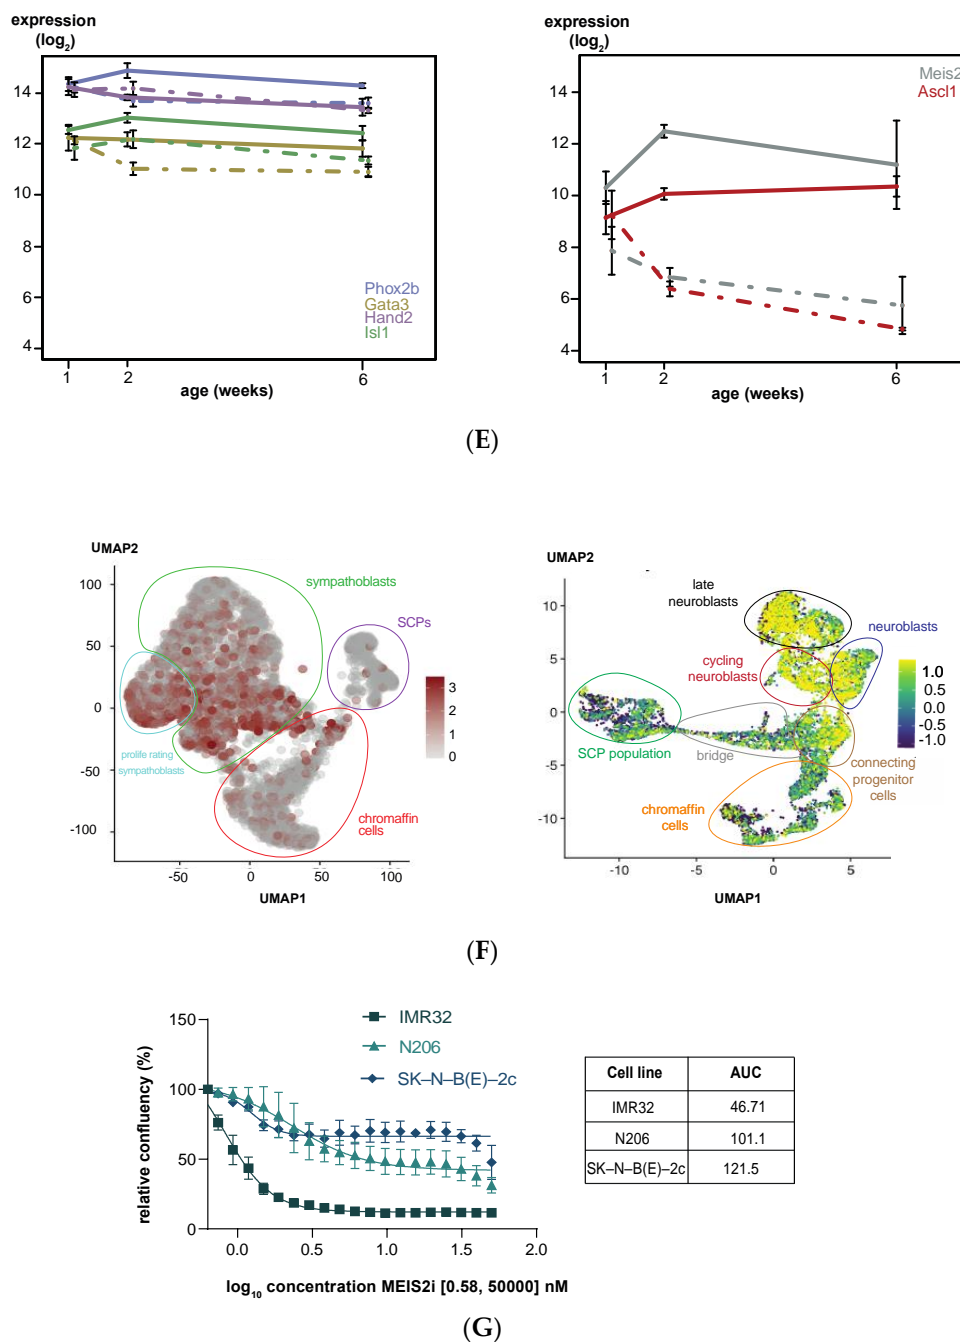 expression
(log2)
14
12
10
8
6
4
Phox2b
Gata3
Hand2
Isl1
1
2
6
age (weeks)
expression
(log2)
14
12
10
8
6
4
Meis2
Ascl1
1
2
6
age (weeks)
(E)
UMAP2
100
50
0
-50
-100
sympathoblasts
SCPs
prolife rating
sympathoblasts
chromaffin
cells
3
2
1
0
-50
0
50
100
UMAP1
UMAP2
10
5
0
-5
-10
late
neuroblasts
neuroblasts
cycling
neuroblasts
SCP population
bridge
connecting
progenitor
cells
chromaffin
cells
1.0
0.5
0.0
-0.5
-1.0
-10
-5
0
5
UMAP1
(F)
relative confluency (%)
150
100
50
0
IMR32
N206
SK–N–B(E)–2c
0.0
0.5
1.0
1.5
2.0
log10 concentration MEIS2i [0.58, 50000] nM
Cell line AUC
IMR32 46.71
N206 101.1
SK–N–B(E)–2c 121.5
(G)